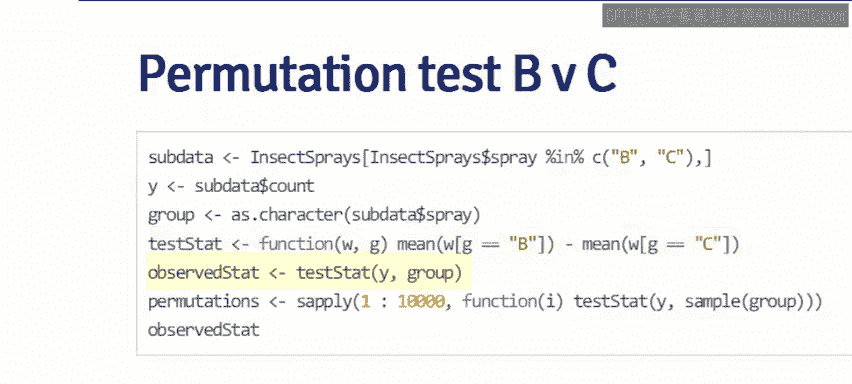 Permutation test B v C
subdata <- InsectSprays[InsectSprays$spray %in% c("B", "C"),]
y <- subdata$count
group <- as.character(subdata$spray)
testStat <- function(w, g) mean(w[g == "B"]) - mean(w[g == "C"])
observedStat <- testStat(y, group)
permutations <- sapply(1 : 10000, function(i) testStat(y, sample(group)))
observedStat